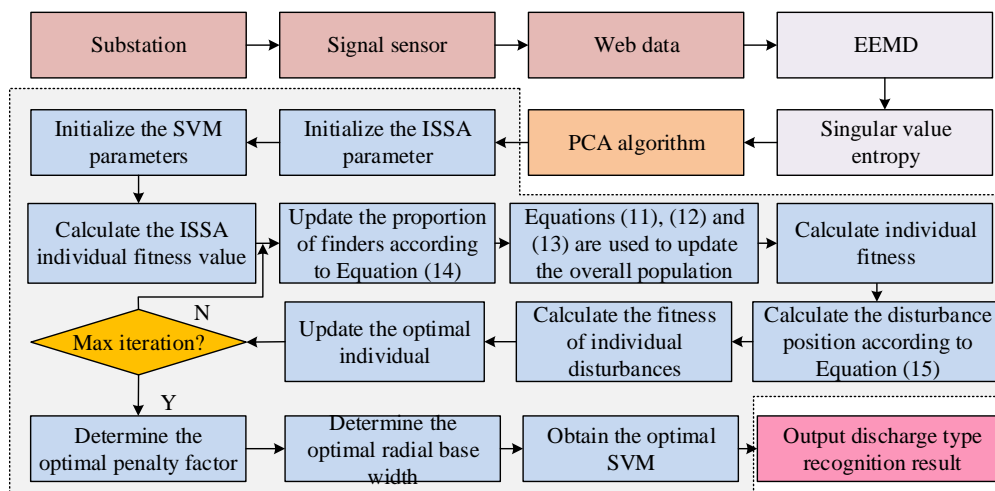 Substation
Signal sensor
Web data
EEMD
Singular value
entropy
PCA algorithm
Initialize the ISSA
parameter
Initialize the SVM
parameters
Calculate the ISSA
individual fitness value
Update the proportion
of finders according
to Equation (14)
Equations (11), (12) and
(13) are used to update
the overall population
Calculate individual
fitness
Calculate the disturbance
position according to
Equation (15)
Calculate the fitness
of individual
disturbances
Update the optimal
individual
Max iteration?
N
Y
Determine the
optimal penalty factor
Determine the
optimal radial base
width
Obtain the optimal
SVM
Output discharge type
recognition result